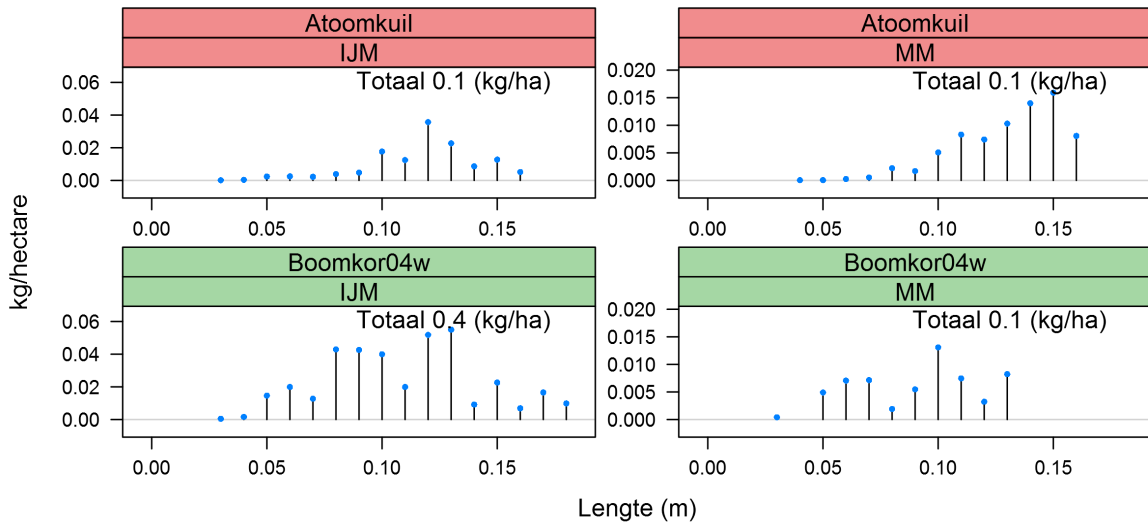 Atoomkuil
Atoomkuil
IJM
MM
Totaal 0.1 (kg/ha)
Totaal 0.1 (kg/ha)
0.06
0.04
0.02
0.00
0.020
0.015
0.010
0.005
0.000
0.00 0.05 0.10 0.15
0.00 0.05 0.10 0.15
Boomkor04w
Boomkor04w
IJM
MM
Totaal 0.4 (kg/ha)
Totaal 0.1 (kg/ha)
0.06
0.04
0.02
0.00
0.020
0.015
0.010
0.005
0.000
0.00 0.05 0.10 0.15
0.00 0.05 0.10 0.15
kg/hectare
Lengte (m)